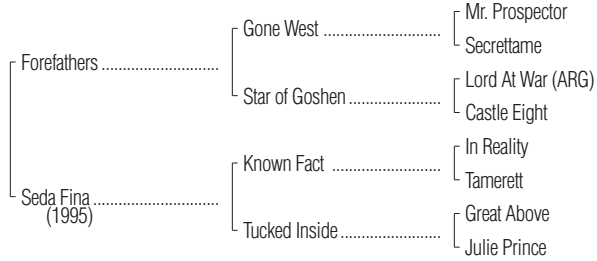 Mr. Prospector
Gone West ..............................
Secrettame
Forefathers ..............................
Lord At War (ARG)
Star of Goshen ........................
Castle Eight
In Reality
Known Fact ............................
Tamerett
Seda Fina ................................
(1995)
Great Above
Tucked Inside .........................
Julie Prince